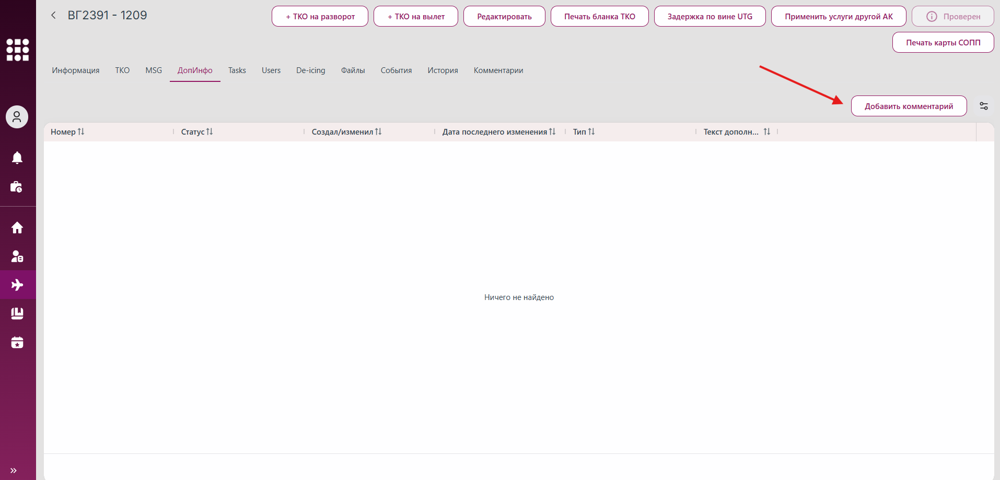 ВГ2391 - 1209
+ ТКО на разворот
+ ТКО на вылет
Редактировать
Печать бланка ТКО
Задержка по вине UTG
Применить услуги другой АК
Проверен
Печать карты СОПП
Информация
ТКО
MSG
ДопИнфо
Tasks
Users
De-icing
Файлы
События
История
Комментарии
Добавить комментарий
Номер
Статус
Создал/изменил
Дата последнего изменения
Тип
Текст дополн...
Ничего не найдено